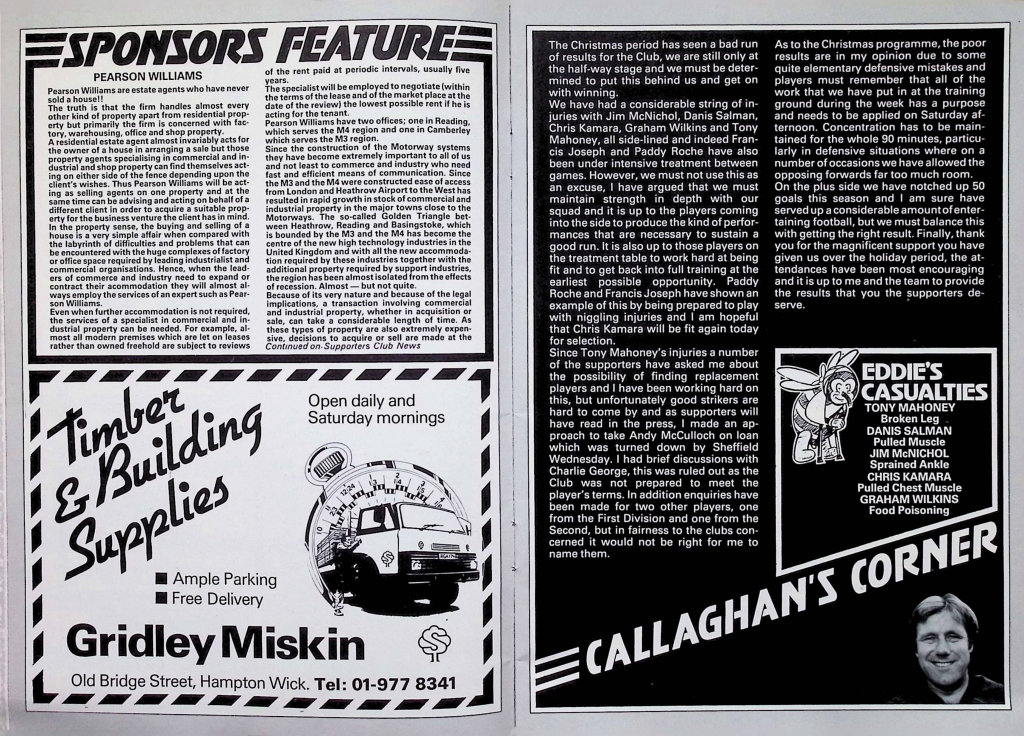 SPONSORS FEATURE
PEARSON WILLIAMS
Pearson Williams are estate agents who have never
sold a house!!
The truth is that the firm handles almost every
other kind of property apart from residential prop-
erty but primarily the firm is concerned with fac-
tory, warehousing, office and shop property.
A residential estate agent almost invariably acts for
the owner of a house in arranging a sale but those
property agents specialising in commercial and in-
dustrial and shop property can find themselves act-
ing on either side of the fence depending upon the
client's wishes. Thus Pearson Williams will be act-
ing as selling agents on one property and at the
same time can be advising and acting on behalf of a
different client in order to acquire a suitable prop-
erty for the business venture the client has in mind.
In the property sense, the buying and selling of a
house is a very simple affair when compared with
the labyrinth of difficulties and problems that can
be encountered with the huge complexes of factory
or office space required by leading industrialist and
commercial organisations. Hence, when the lead-
ers of commerce and industry need to expand or
contract their acommodation they will almost al-
ways employ the services of an expert such as Pear-
son Williams.
Even when further accommodation is not required,
the services of a specialist in commercial and in-
dustrial property can be needed. For example, al-
most all modern premises which are let on leases
rather than owned freehold are subject to reviews
of the rent paid at periodic intervals, usually five
years.
The specialist will be employed to negotiate (within
the terms of the lease and of the market place at the
date of the review) the lowest possible rent if he is
acting for the tenant.
Pearson Williams have two offices; one in Reading,
which serves the M4 region and one in Camberley
which serves the M3 region.
Since the construction of the Motorway systems
they have become extremely important to all of us
and not least to commerce and industry who need
fast and efficient means of communication. Since
the M3 and the M4 were constructed ease of access
from London and Heathrow Airport to the West has
resulted in rapid growth in stock of commercial and
industrial property in the major towns close to the
Motorways. The so-called Golden Triangle bet-
ween Heathrow, Reading and Basingstoke, which
is bounded by the M3 and the M4 has become the
centre of the new high technology industries in the
United Kingdom and with all the new accommoda-
tion required by these industries together with the
additional property required by support industries,
the region has been almost isolated from the effects
of recession. Almost — but not quite.
Because of its very nature and because of the legal
implications, a transaction involving commercial
and industrial property, whether in acquisition or
sale, can take a considerable length of time. As
these types of property are also extremely expen-
sive, decisions to acquire or sell are made at the
Continued on Supporters Club News
Timber
& Building
Supplies
Open daily and
Saturday mornings
■ Ample Parking
■ Free Delivery
Gridley Miskin
Old Bridge Street, Hampton Wick. Tel: 01-977 8341
The Christmas period has seen a bad run
of results for the Club, we are still only at
the half-way stage and we must be deter-
mined to put this behind us and get on
with winning.
We have had a considerable string of in-
juries with Jim McNichol, Danis Salman,
Chris Kamara, Graham Wilkins and Tony
Mahoney, all side-lined and indeed Fran-
cis Joseph and Paddy Roche have also
been under intensive treatment between
games. However, we must not use this as
an excuse, I have argued that we must
maintain strength in depth with our
squad and it is up to the players coming
into the side to produce the kind of perfor-
mances that are necessary to sustain a
good run. It is also up to those players on
the treatment table to work hard at being
fit and to get back into full training at the
earliest possible opportunity. Paddy
Roche and Francis Joseph have shown an
example of this by being prepared to play
with niggling injuries and I am hopeful
that Chris Kamara will be fit again today
for selection.
Since Tony Mahoney's injuries a number
of the supporters have asked me about
the possibility of finding replacement
players and I have been working hard on
this, but unfortunately good strikers are
hard to come by and as supporters will
have read in the press, I made an ap-
proach to take Andy McCulloch on loan
which was turned down by Sheffield
Wednesday. I had brief discussions with
Charlie George, this was ruled out as the
Club was not prepared to meet the
player's terms. In addition enquiries have
been made for two other players, one
from the First Division and one from the
Second, but in fairness to the clubs con-
cerned it would not be right for me to
name them.
As to the Christmas programme, the poor
results are in my opinion due to some
quite elementary defensive mistakes and
players must remember that all of the
work that we have put in at the training
ground during the week has a purpose
and needs to be applied on Saturday af-
ternoon. Concentration has to be main-
tained for the whole 90 minutes, particu-
larly in defensive situations where on a
number of occasions we have allowed the
opposing forwards far too much room.
On the plus side we have notched up 50
goals this season and I am sure have
served up a considerable amount of enter-
taining football, but we must balance this
with getting the right result. Finally, thank
you for the magnificent support you have
given us over the holiday period, the at-
tendances have been most encouraging
and it is up to me and the team to provide
the results that you the supporters de-
serve.
EDDIE'S
CASUALTIES
TONY MAHONEY
Broken Leg
DANIS SALMAN
Pulled Muscle
JIM McNICHOL
Sprained Ankle
CHRIS KAMARA
Pulled Chest Muscle
GRAHAM WILKINS
Food Poisoning
CALLAGHAN'S CORNER